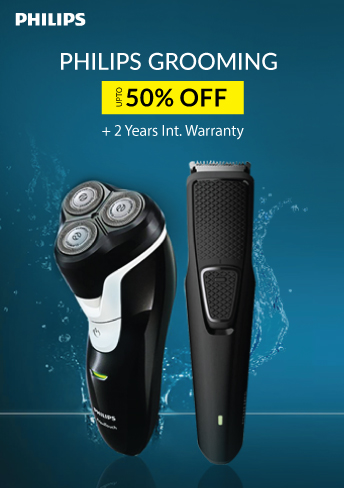 PHILIPS
PHILIPS GROOMING
UPTO 50% OFF
+ 2 Years Int. Warranty
PHILIPS